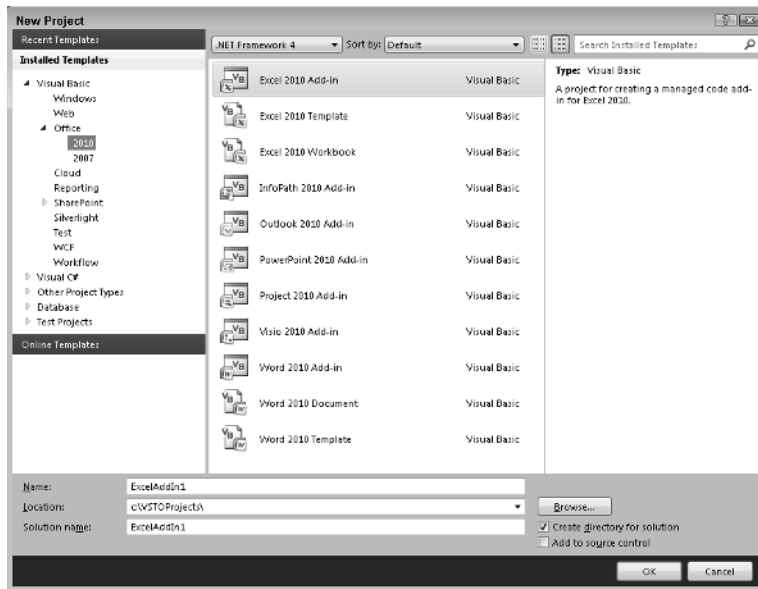 New Project
Recent Templates
Installed Templates
Visual Basic
Windows
Web
Office
2010
2007
Cloud
Reporting
SharePoint
Silverlight
Test
WCF
Workflow
Visual C#
Other Project Types
Database
Test Projects
Online Templates
.NET Framework 4
Sort by: Default
Search Installed Templates
Excel 2010 Add-in Visual Basic
Excel 2010 Template Visual Basic
Excel 2010 Workbook Visual Basic
InfoPath 2010 Add-in Visual Basic
Outlook 2010 Add-in Visual Basic
PowerPoint 2010 Add-in Visual Basic
Project 2010 Add-in Visual Basic
Visio 2010 Add-in Visual Basic
Word 2010 Add-in Visual Basic
Word 2010 Document Visual Basic
Word 2010 Template Visual Basic
Type: Visual Basic
A project for creating a managed code add-
in for Excel 2010.
Name: ExcelAddIn1
Location: c:\VSTOProjects\
Solution name: ExcelAddIn1
Browse...
Create directory for solution
Add to source control
OK Cancel